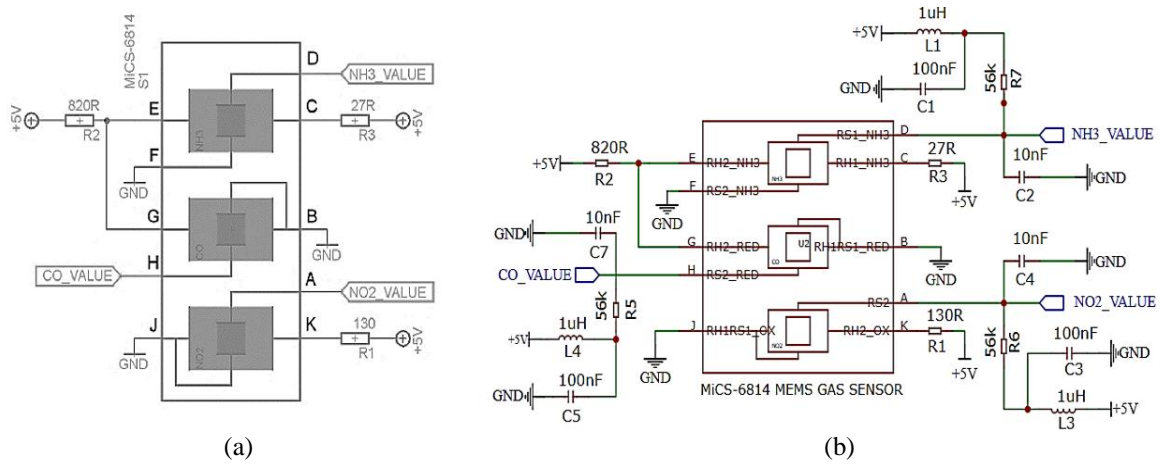 MiCS-6814
S1
D
NH3_VALUE
820R
E
C
27R
+5V
R2
NH3
R3
+5V
F
GND
G
B
CO
GND
CO_VALUE
H
A
NO2_VALUE
J
K
130
NO2
R1
+5V
GND
(a)
1uH
+5V
L1
100nF
56k
R7
GND
C1
RS1_NH3
D
NH3_VALUE
820R
27R
10nF
+5V
E
RH2_NH3
RH1_NH3
C
R2
NH3
R3
C2
GND
F
RS2_NH3
+5V
GND
10nF
GND
C7
G
RH2_RED
U2
RH1RS1_RED
B
10nF
CO_VALUE
H
RS2_RED
CO
GND
C4
GND
56k
R5
RS2
A
NO2_VALUE
1uH
130R
J
RH1RS1_OX
RH2_OX
K
56k
R6
100nF
+5V
L4
NO2
R1
GND
100nF
GND
+5V
C3
GND
C5
MiCS-6814 MEMS GAS SENSOR
1uH
+5V
L3
(b)